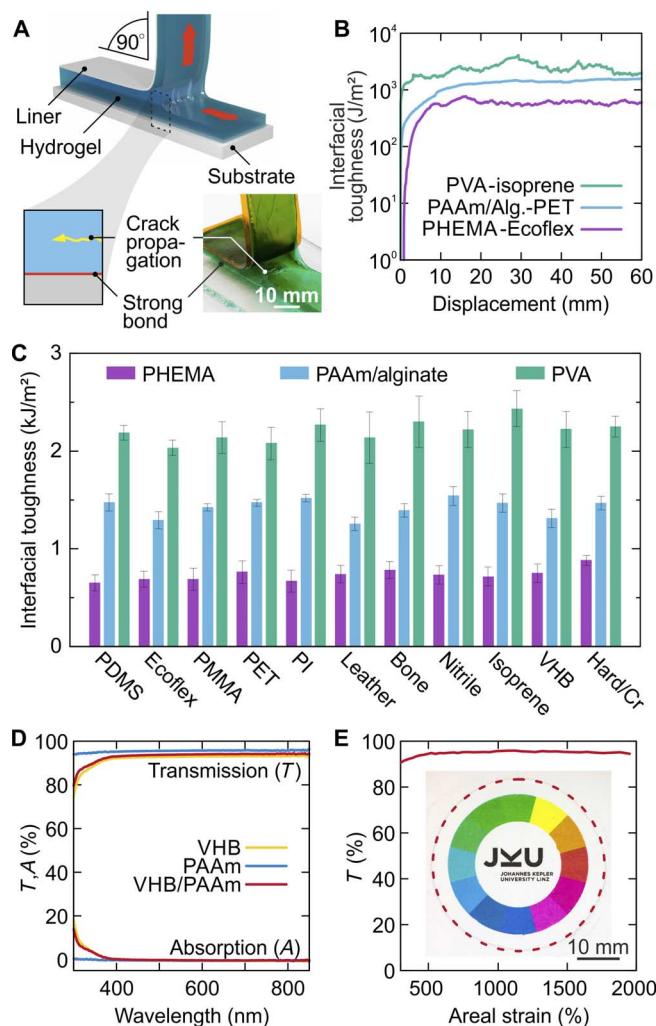 A
90°
Liner
Hydrogel
Substrate
Crack
propa-
gation
Strong
bond
10 mm
B
Interfacial
toughness (J/m²)
10⁴
10³
10²
10¹
10⁰
PVA-isoprene
PAAm/Alg.-PET
PHEMA-Ecoflex
0 10 20 30 40 50 60
Displacement (mm)
C
Interfacial toughness (kJ/m²)
3
2
1
0
PHEMA PAAm/alginate PVA
PDMS Ecoflex PMMA PET PI Leather Bone Nitrile Isoprene VHB Hard/Cr
D
T,A (%)
100
80
60
40
20
0
Transmission (T)
VHB
PAAm
VHB/PAAm
Absorption (A)
400 600 800
Wavelength (nm)
E
T (%)
100
80
60
40
20
0
JKU
JOHANNES KEPLER
UNIVERSITY LINZ
10 mm
500 1000 1500 2000
Areal strain (%)